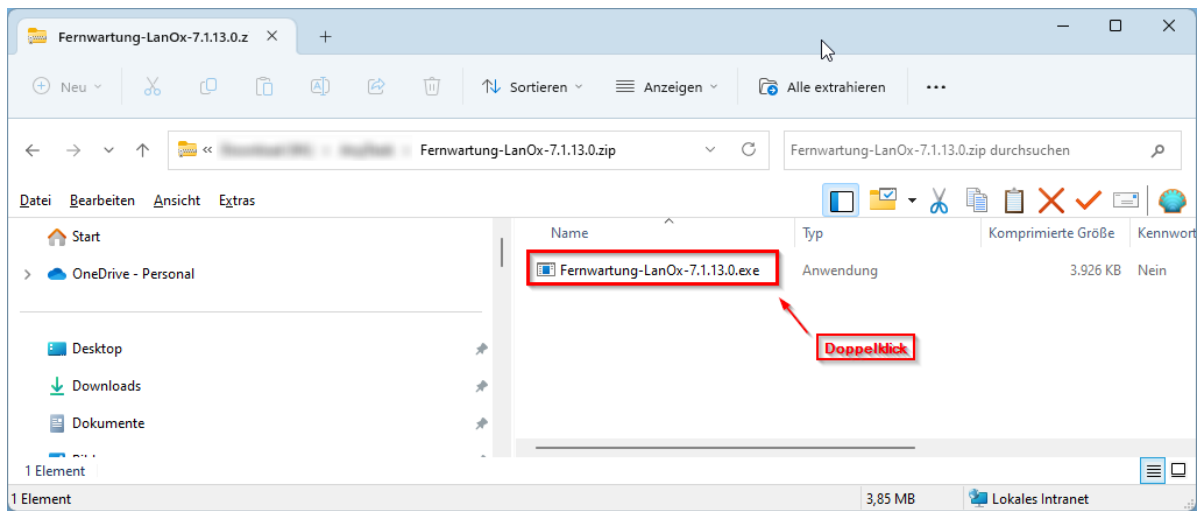 Fernwartung-LanOx-7.1.13.0.z
Neu
Sortieren
Anzeigen
Alle extrahieren
« Fernwartung-LanOx-7.1.13.0.zip
Fernwartung-LanOx-7.1.13.0.zip durchsuchen
Datei Bearbeiten Ansicht Extras
Start
OneDrive - Personal
Desktop
Downloads
Dokumente
Name Typ Komprimierte Größe Kennwort
Fernwartung-LanOx-7.1.13.0.exe Anwendung 3.926 KB Nein
Doppelklick
1 Element
1 Element 3,85 MB Lokales Intranet